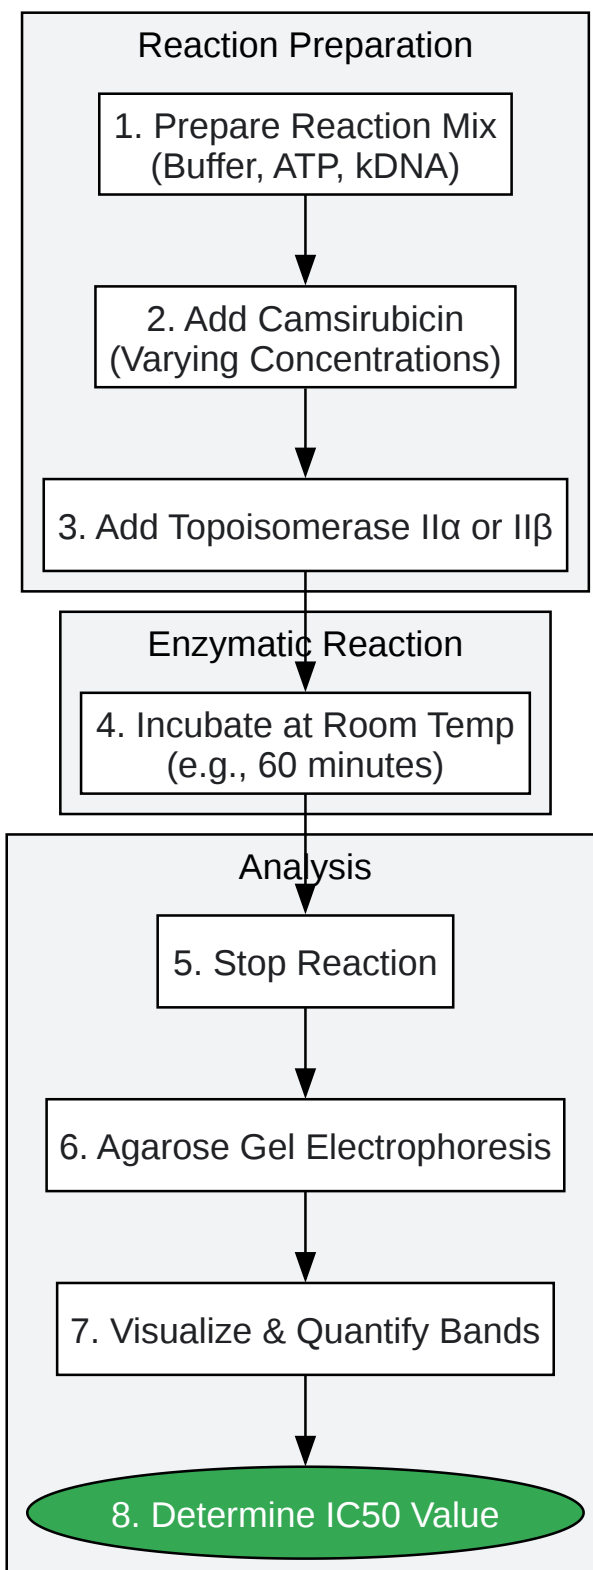 Reaction Preparation
1. Prepare Reaction Mix
(Buffer, ATP, kDNA)
2. Add Camsirubicin
(Varying Concentrations)
3. Add Topoisomerase IIα or IIβ
Enzymatic Reaction
4. Incubate at Room Temp
(e.g., 60 minutes)
Analysis
5. Stop Reaction
6. Agarose Gel Electrophoresis
7. Visualize & Quantify Bands
8. Determine IC50 Value